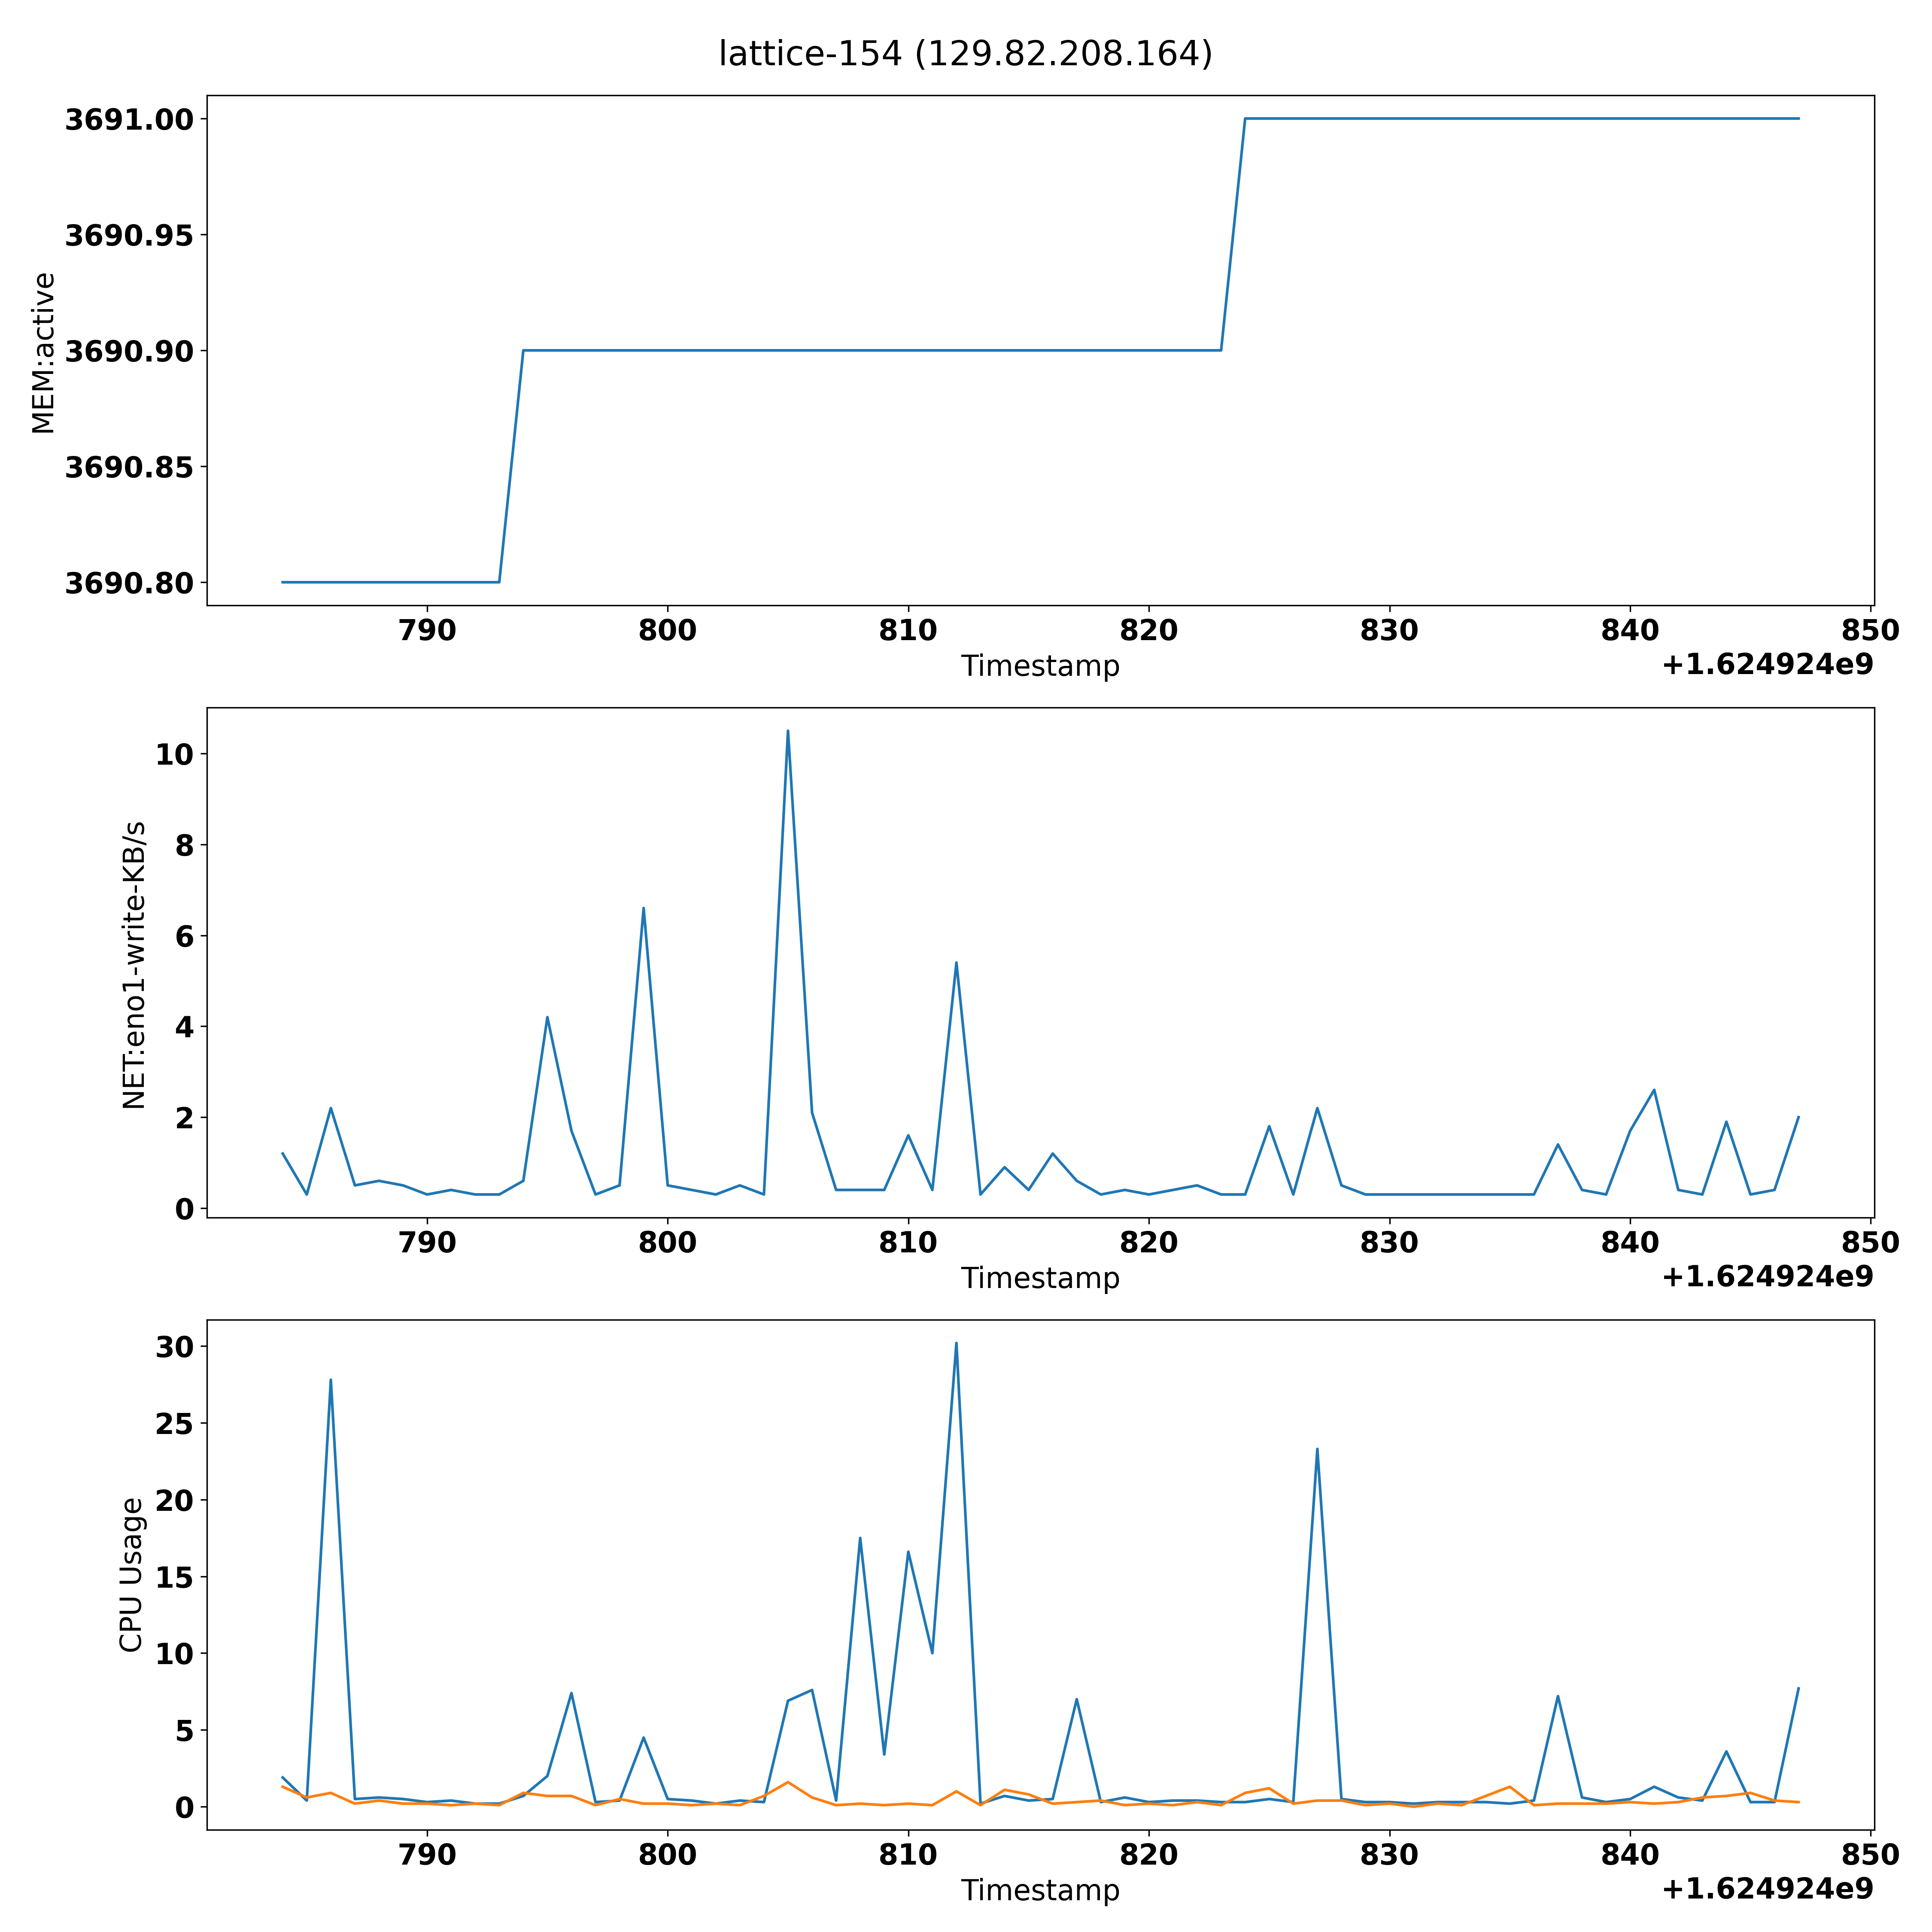 lattice-154 (129.82.208.164)
3691.00
3690.95
3690.90
3690.85
3690.80
MEM:active
790 800 810 820 830 840 850
Timestamp
+1.624924e9
10
8
6
4
2
0
NET:eno1-write-KB/s
790 800 810 820 830 840 850
Timestamp
+1.624924e9
30
25
20
15
10
5
0
CPU Usage
790 800 810 820 830 840 850
Timestamp
+1.624924e9